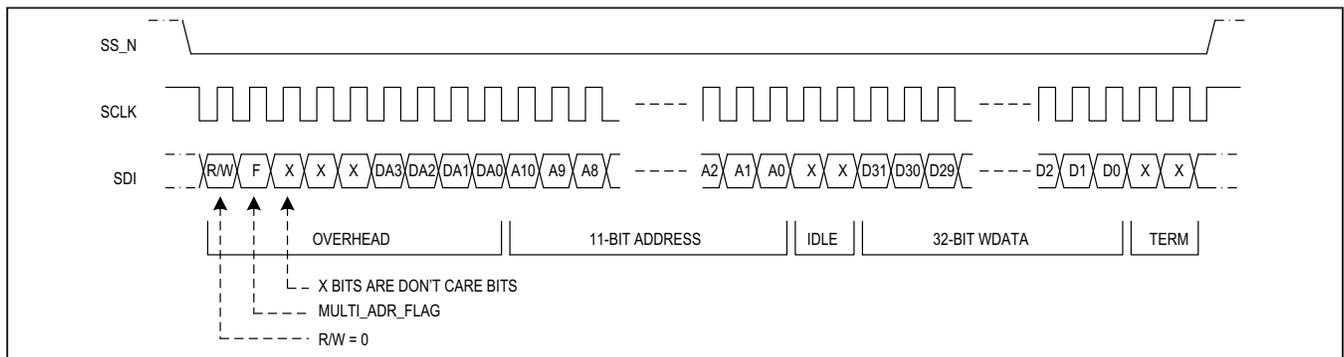 SS_N
SCLK
SDI R/W F X X X DA3 DA2 DA1 DA0 A10 A9 A8 A2 A1 A0 X X D31 D30 D29 D2 D1 D0 X X
OVERHEAD 11-BIT ADDRESS IDLE 32-BIT WDATA TERM
X BITS ARE DON'T CARE BITS
MULTI_ADR_FLAG
R/W = 0